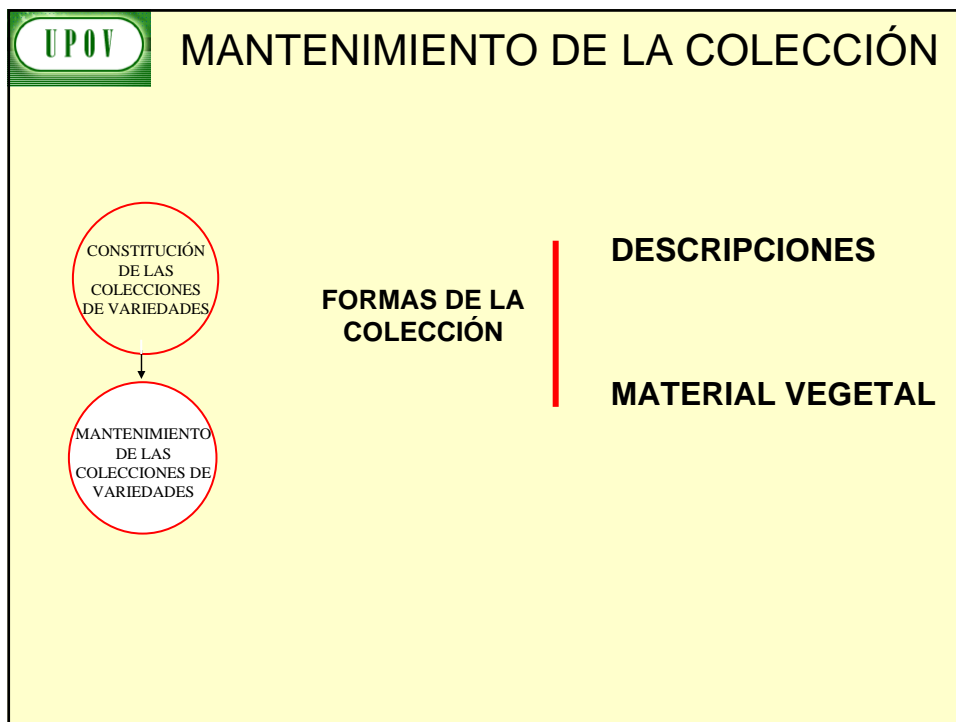 UPOV
MANTENIMIENTO DE LA COLECCIÓN
CONSTITUCIÓN
DE LAS
COLECCIONES
DE VARIEDADES
MANTENIMIENTO
DE LAS
COLECCIONES DE
VARIEDADES
FORMAS DE LA
COLECCIÓN
DESCRIPCIONES
MATERIAL VEGETAL